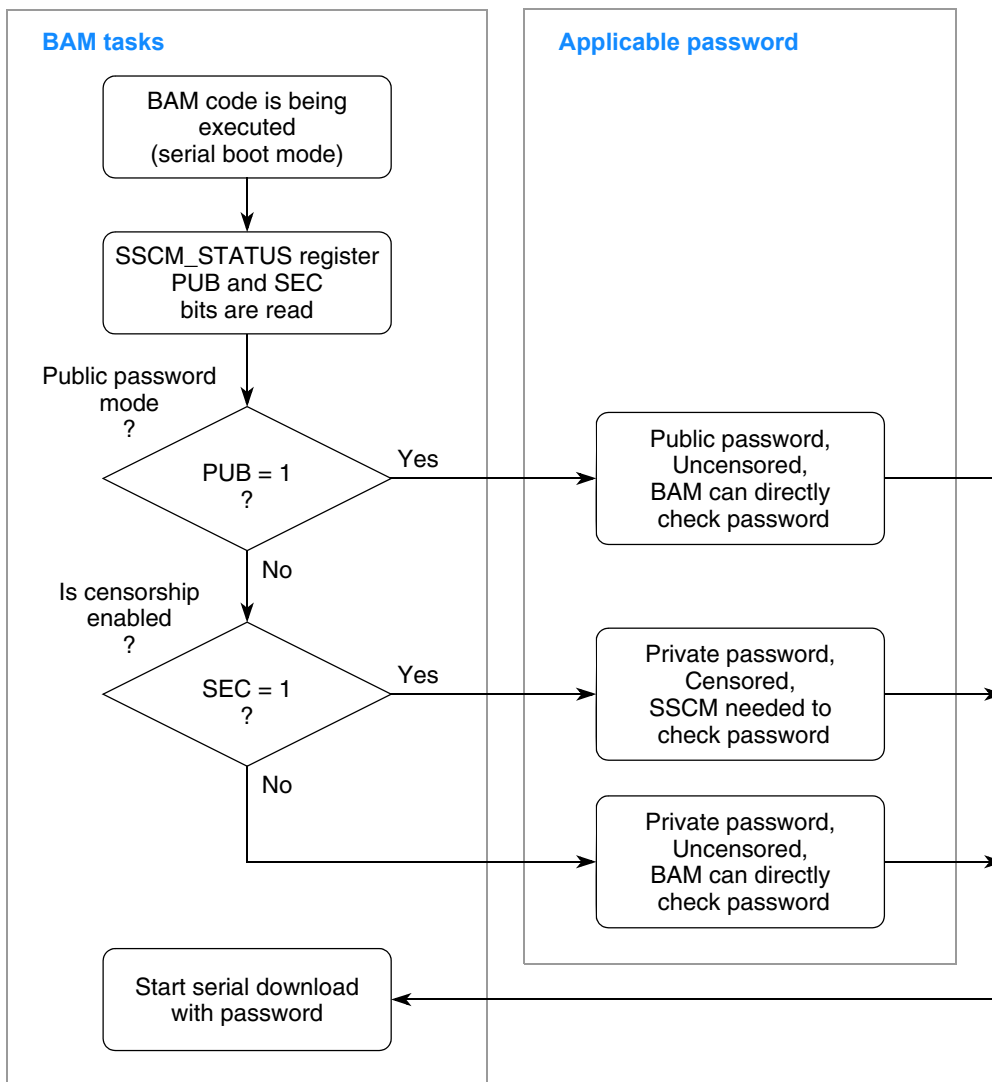 BAM tasks
Applicable password
BAM code is being
executed
(serial boot mode)
SSCM_STATUS register
PUB and SEC
bits are read
Public password
mode
?
PUB = 1
?
Yes
Public password,
Uncensored,
BAM can directly
check password
No
Is censorship
enabled
?
SEC = 1
?
Yes
Private password,
Censored,
SSCM needed to
check password
No
Private password,
Uncensored,
BAM can directly
check password
Start serial download
with password